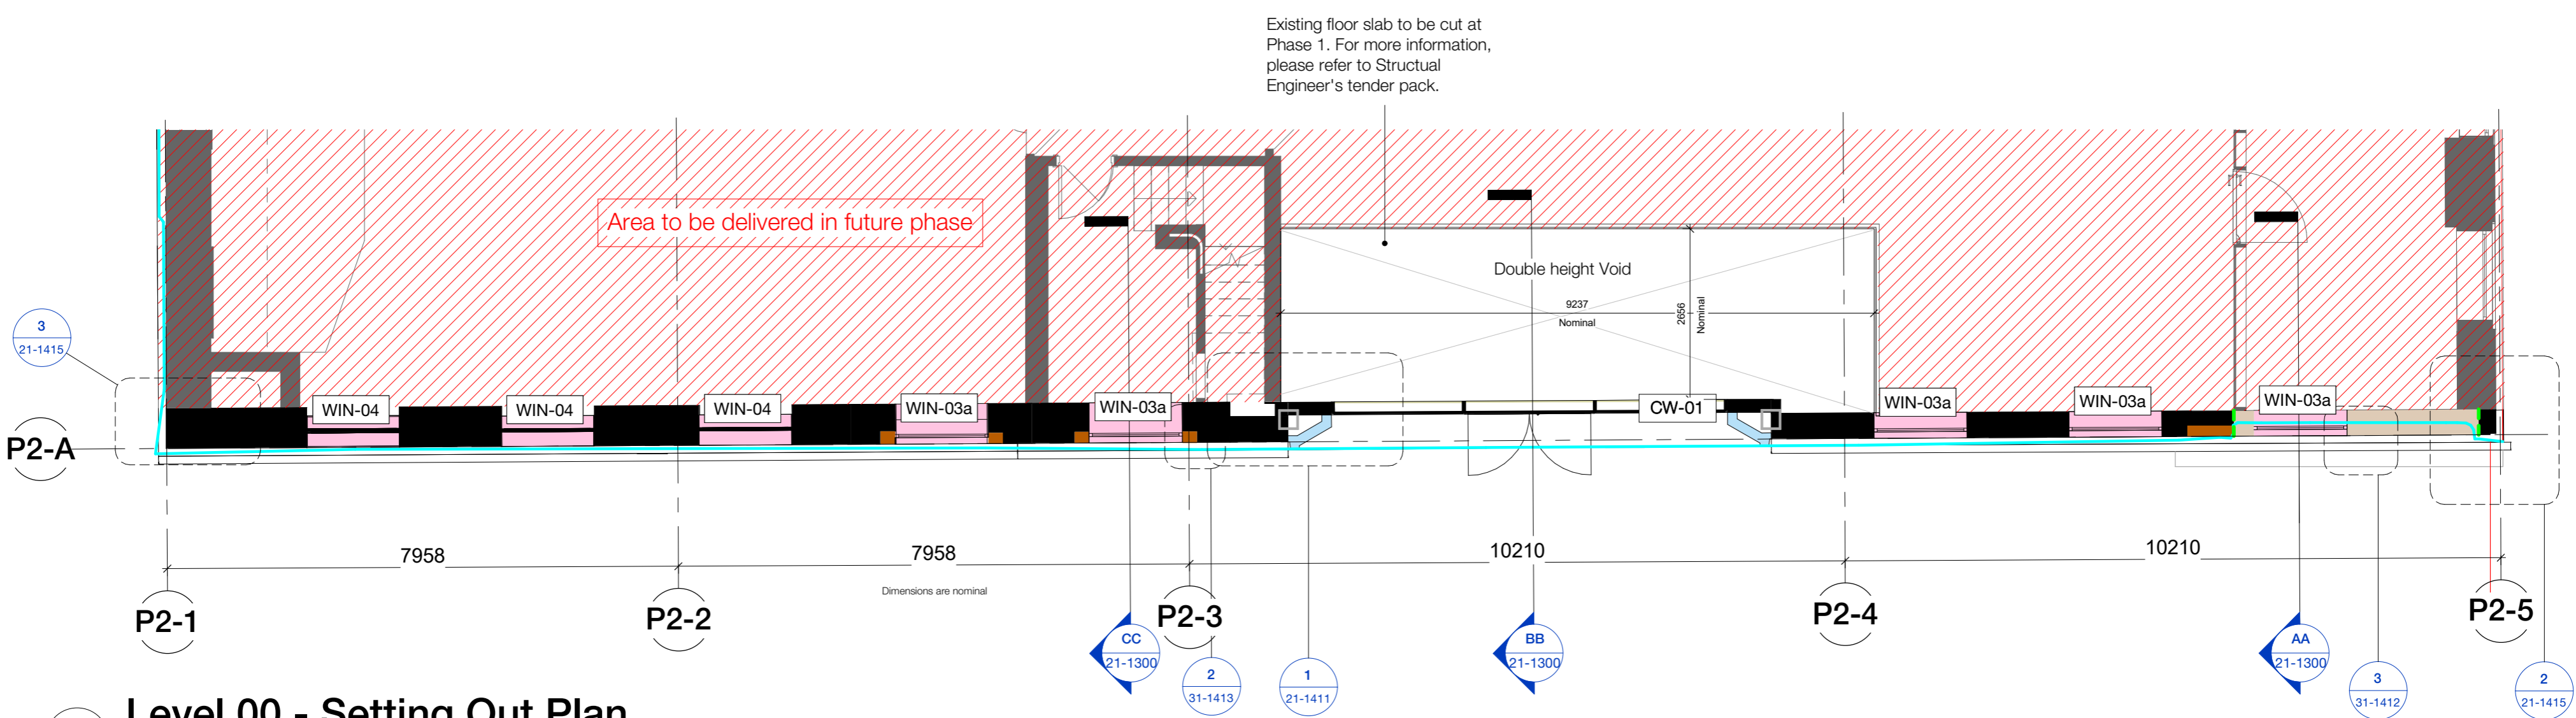 Existing floor slab to be cut at
Phase 1. For more information,
please refer to Structual
Engineer's tender pack.
Area to be delivered in future phase
Double height Void
9237
Nominal
2656
Nominal
3
21-1415
WIN-04
WIN-04
WIN-04
WIN-03a
WIN-03a
CW-01
WIN-03a
WIN-03a
WIN-03a
P2-A
7958
7958
10210
10210
Dimensions are nominal
P2-1
P2-2
P2-3
P2-4
P2-5
CC
21-1300
BB
21-1300
AA
21-1300
2
31-1413
1
21-1411
3
31-1412
2
21-1415
Level 00 - Setting Out Plan